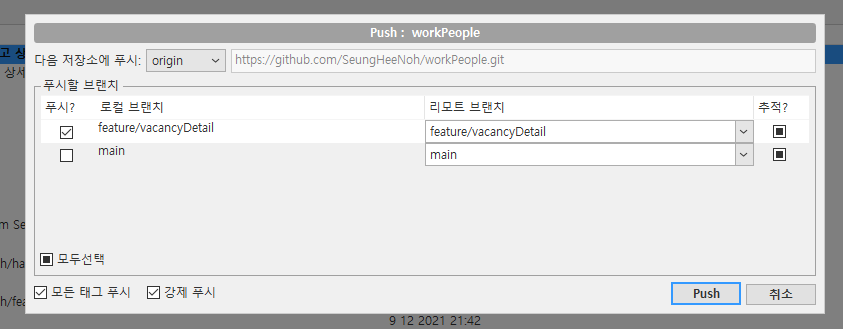 Push : workPeople
고 상
상세
다음 저장소에 푸시: origin https://github.com/SeungHeeNoh/workPeople.git
푸시할 브랜치
푸시? 로컬 브랜치 리모트 브랜치 추적?
feature/vacancyDetail feature/vacancyDetail
main main
m Se
h/ha
모두선택
h/fea
모든 태그 푸시 강제 푸시 Push 취소
9 12 2021 21:42